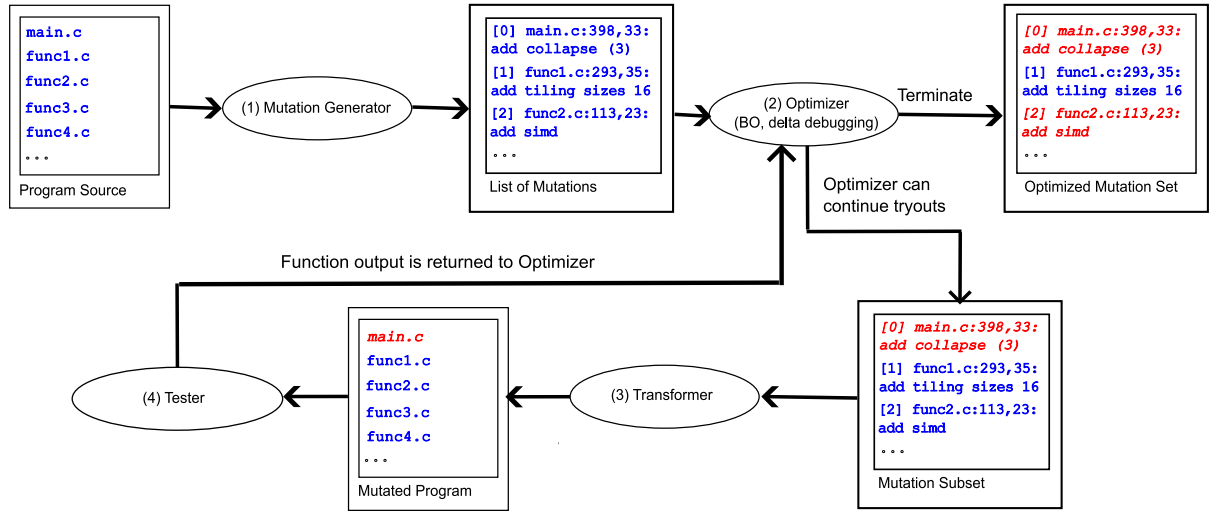 main.c
func1.c
func2.c
func3.c
func4.c
...
Program Source
(1) Mutation Generator
[0] main.c:398,33:
add collapse (3)
[1] func1.c:293,35:
add tiling sizes 16
[2] func2.c:113,23:
add simd
...
List of Mutations
(2) Optimizer
(BO, delta debugging)
Terminate
[0] main.c:398,33:
add collapse (3)
[1] func1.c:293,35:
add tiling sizes 16
[2] func2.c:113,23:
add simd
...
Optimized Mutation Set
Optimizer can
continue tryouts
Function output is returned to Optimizer
[0] main.c:398,33:
add collapse (3)
[1] func1.c:293,35:
add tiling sizes 16
[2] func2.c:113,23:
add simd
...
Mutation Subset
(3) Transformer
main.c
func1.c
func2.c
func3.c
func4.c
...
Mutated Program
(4) Tester